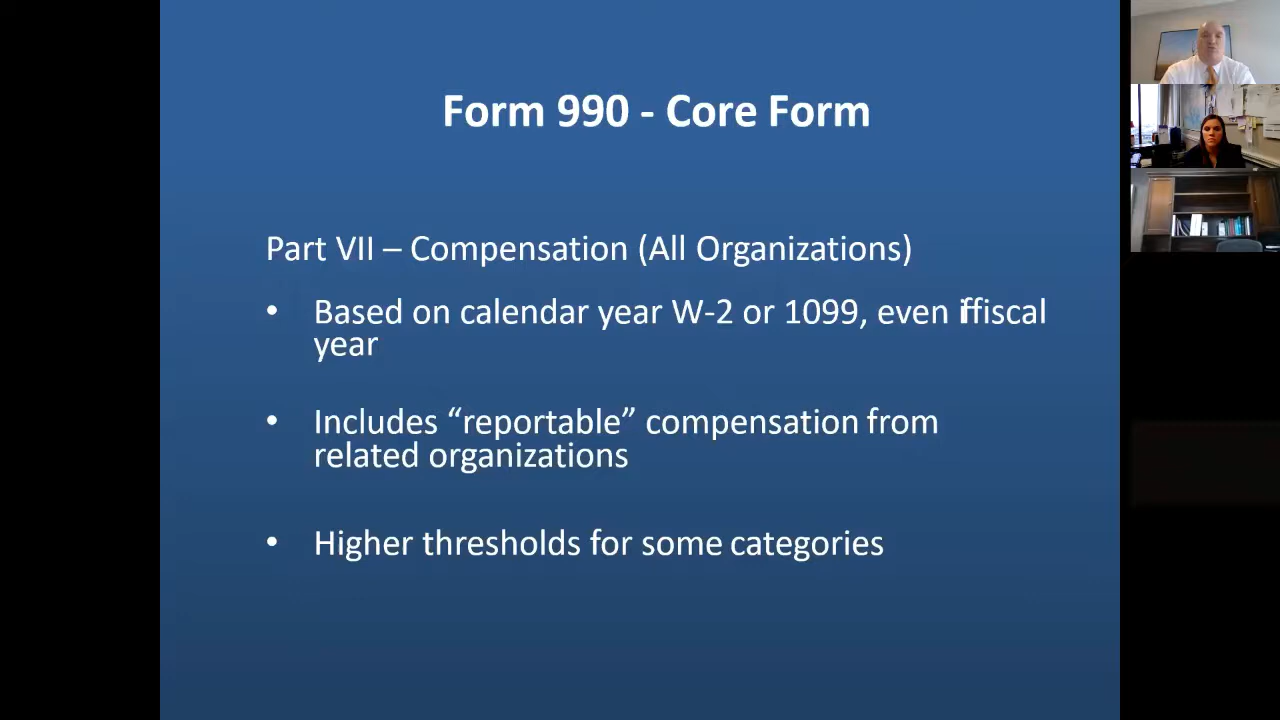 Form 990 - Core Form
Part VII – Compensation (All Organizations)
• Based on calendar year W-2 or 1099, even if fiscal
year
• Includes “reportable” compensation from
related organizations
• Higher thresholds for some categories